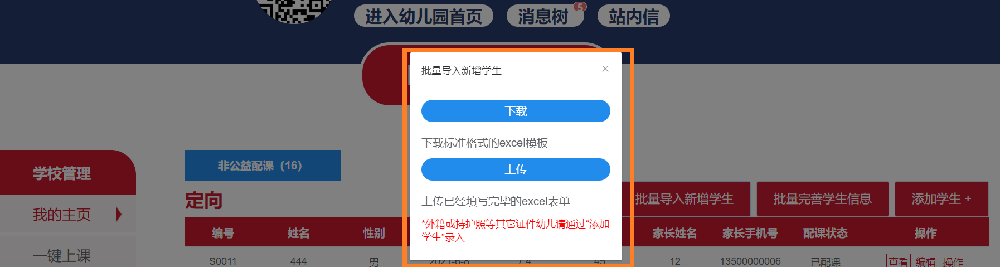 进入幼儿园首页
消息树
5
站内信
批量导入新增学生
下载
下载标准格式的excel模板
上传
上传已经填写完毕的excel表单
*外籍或持护照等其它证件幼儿请通过“添加
学生”录入
学校管理
我的主页
一键上课
非公益配课（16）
定向
批量导入新增学生
批量完善学生信息
添加学生 +
编号 姓名 性别 家长姓名 家长手机号 配课状态 操作
S0011 444 男 2021-6-8 7.4 45 12 13500000006 已配课 查看 编辑 操作